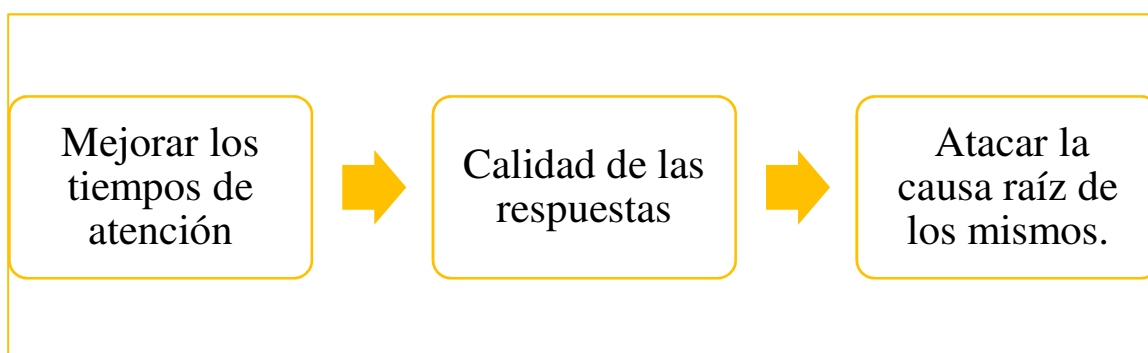 Mejorar los
tiempos de
atención
Calidad de las
respuestas
Atacar la
causa raíz de
los mismos.